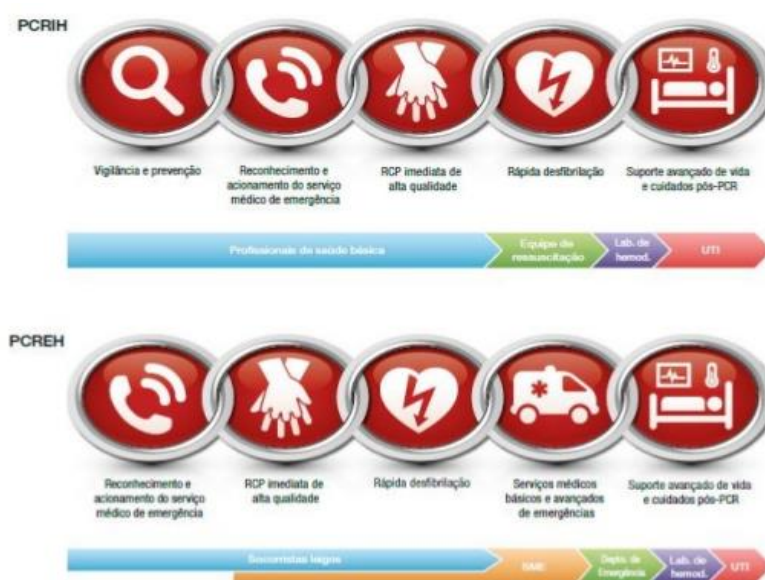 PCRIH
Vigilância e prevenção
Reconhecimento e
acionamento do serviço
médico de emergência
RCP imediata de
alta qualidade
Rápida desfibrilação
Suporte avançado de vida
e cuidados pós-PCR
Profissionais de saúde básica
Equipe de
ressuscitação
Lab. de
hemod.
UTI
PCREH
Reconhecimento e
acionamento do serviço
médico de emergência
RCP imediata de
alta qualidade
Rápida desfibrilação
Serviços médicos
básicos e avançados
de emergências
Suporte avançado de vida
e cuidados pós-PCR
Socorristas leigos
SME
Depto. de
Emergência
Lab. de
hemod.
UTI